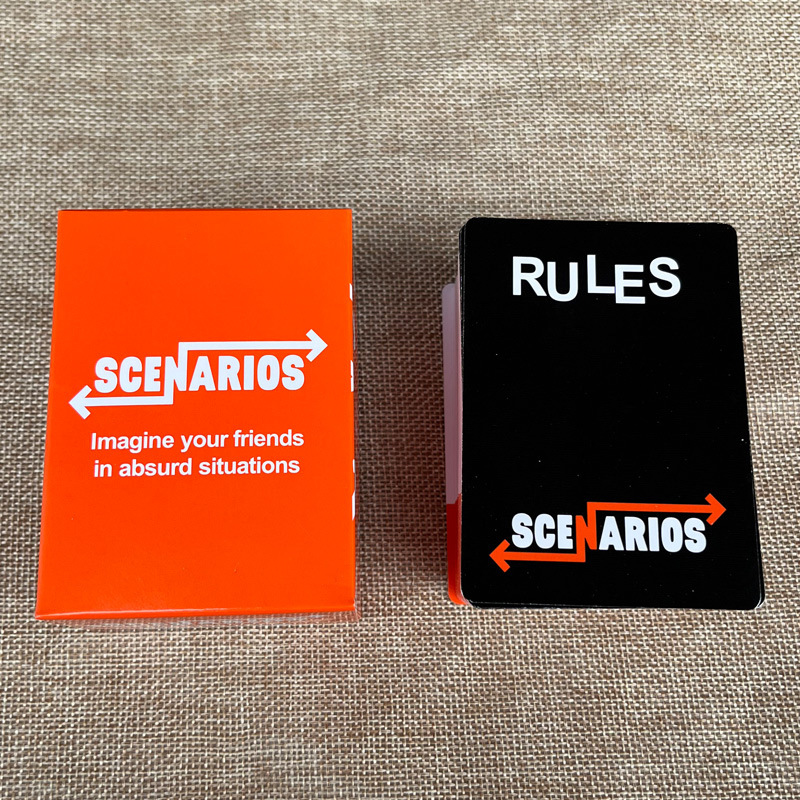 SCENARIOS
Imagine your friends
in absurd situations
RULES
SCENARIOS